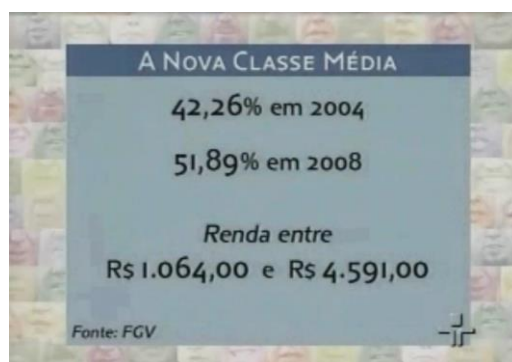 A Nova Classe Média
42,26% em 2004
51,89% em 2008
Renda entre
R$ 1.064,00 e R$ 4.591,00
Fonte: FGV